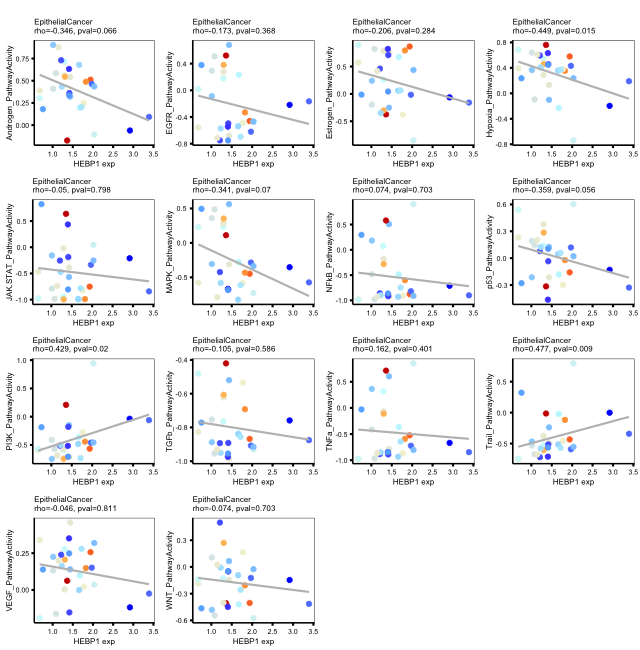 EpithelialCancer
rho=-0.346, pval=0.066
Androgen_PathwayActivity
0.75
0.50
0.25
0.00
1.0 1.5 2.0 2.5 3.0 3.5
HEBP1 exp
EpithelialCancer
rho=-0.173, pval=0.368
EGFR_PathwayActivity
0.4
0.0
-0.4
-0.8
1.0 1.5 2.0 2.5 3.0 3.5
HEBP1 exp
EpithelialCancer
rho=-0.206, pval=0.284
Estrogen_PathwayActivity
0.5
0.0
-0.5
1.0 1.5 2.0 2.5 3.0 3.5
HEBP1 exp
EpithelialCancer
rho=-0.449, pval=0.015
Hypoxia_PathwayActivity
0.8
0.4
0.0
-0.4
-0.8
1.0 1.5 2.0 2.5 3.0 3.5
HEBP1 exp
EpithelialCancer
rho=-0.05, pval=0.798
JAK.STAT_PathwayActivity
0.5
0.0
-0.5
-1.0
1.0 1.5 2.0 2.5 3.0 3.5
HEBP1 exp
EpithelialCancer
rho=-0.341, pval=0.07
MAPK_PathwayActivity
0.5
0.0
-0.5
1.0 1.5 2.0 2.5 3.0 3.5
HEBP1 exp
EpithelialCancer
rho=0.074, pval=0.703
NFkB_PathwayActivity
0.5
0.0
-0.5
-1.0
1.0 1.5 2.0 2.5 3.0 3.5
HEBP1 exp
EpithelialCancer
rho=-0.359, pval=0.056
p53_PathwayActivity
0.6
0.3
0.0
-0.3
1.0 1.5 2.0 2.5 3.0 3.5
HEBP1 exp
EpithelialCancer
rho=0.429, pval=0.02
PI3K_PathwayActivity
1.0
0.5
0.0
-0.5
1.0 1.5 2.0 2.5 3.0 3.5
HEBP1 exp
EpithelialCancer
rho=-0.105, pval=0.586
TGFb_PathwayActivity
-0.4
-0.6
-0.8
-1.0
1.0 1.5 2.0 2.5 3.0 3.5
HEBP1 exp
EpithelialCancer
rho=0.162, pval=0.401
TNFa_PathwayActivity
0.5
0.0
-0.5
-1.0
1.0 1.5 2.0 2.5 3.0 3.5
HEBP1 exp
EpithelialCancer
rho=0.477, pval=0.009
Trail_PathwayActivity
0.5
0.0
-0.5
1.0 1.5 2.0 2.5 3.0 3.5
HEBP1 exp
EpithelialCancer
rho=-0.046, pval=0.811
VEGF_PathwayActivity
0.25
0.00
1.0 1.5 2.0 2.5 3.0 3.5
HEBP1 exp
EpithelialCancer
rho=-0.074, pval=0.703
WNT_PathwayActivity
0.3
0.0
-0.3
-0.6
1.0 1.5 2.0 2.5 3.0 3.5
HEBP1 exp